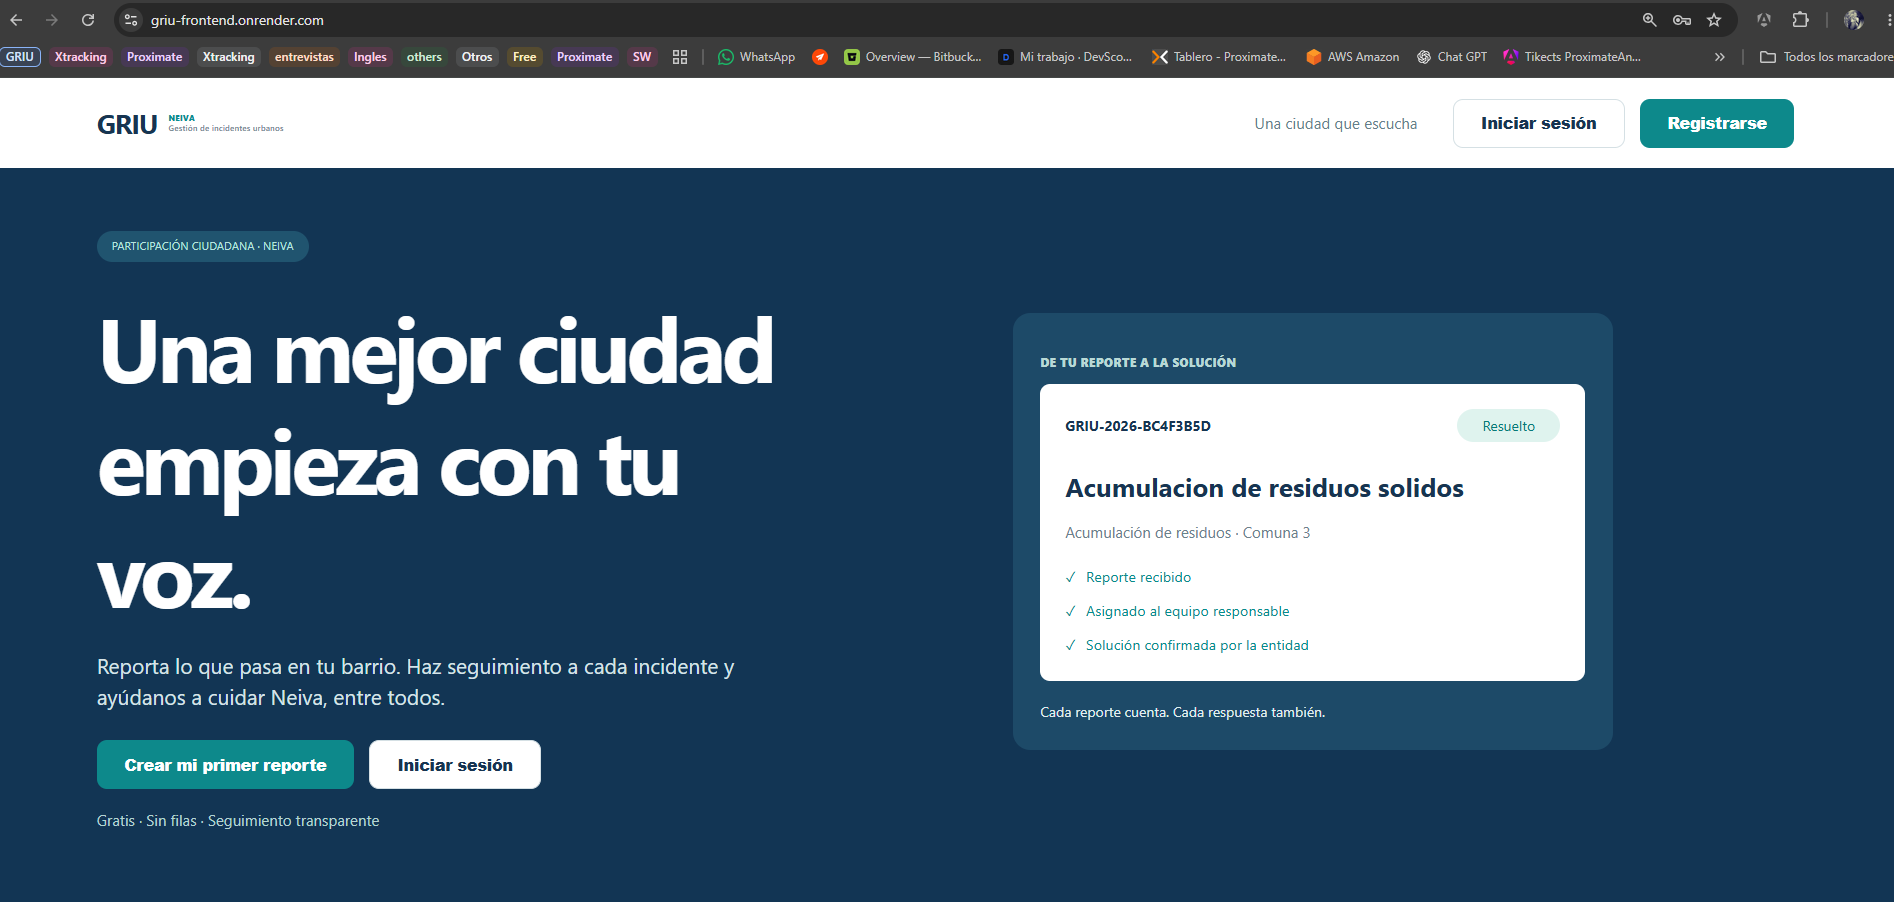 griu-frontend.onrender.com
GRIU Xtracking Proximate Xtracking entrevistas Ingles others Otros Free Proximate SW WhatsApp Overview — Bitbuck... Mi trabajo · DevSco... Tablero - Proximate... AWS Amazon Chat GPT Tikects ProximateAn... » Todos los marcadore
GRIU
NEIVA
Gestión de incidentes urbanos
Una ciudad que escucha
Iniciar sesión
Registrarse
PARTICIPACIÓN CIUDADANA · NEIVA
Una mejor ciudad
empieza con tu
voz.
Reporta lo que pasa en tu barrio. Haz seguimiento a cada incidente y
ayúdanos a cuidar Neiva, entre todos.
Crear mi primer reporte
Iniciar sesión
Gratis · Sin filas · Seguimiento transparente
DE TU REPORTE A LA SOLUCIÓN
GRIU-2026-BC4F3B5D
Resuelto
Acumulacion de residuos solidos
Acumulación de residuos · Comuna 3
✓ Reporte recibido
✓ Asignado al equipo responsable
✓ Solución confirmada por la entidad
Cada reporte cuenta. Cada respuesta también.